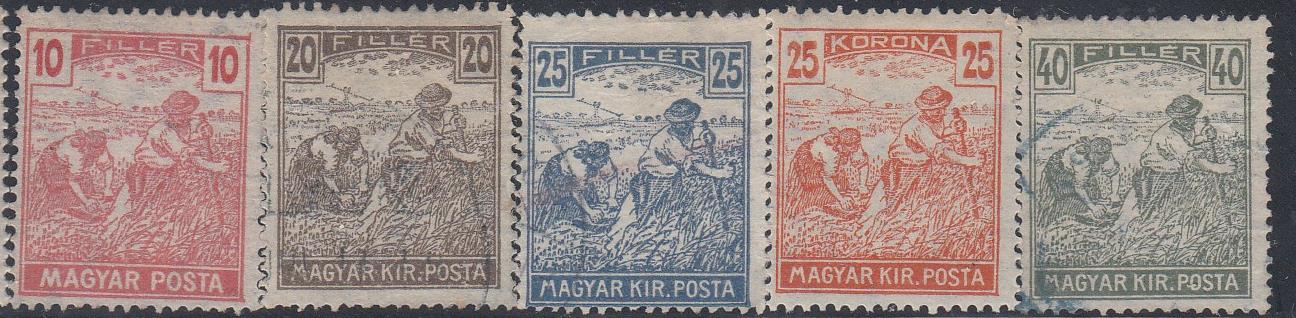 10 FILLÉR 10
MAGYAR POSTA
20 FILLÉR 20
MAGYAR KIR. POSTA
25 FILLÉR 25
MAGYAR KIR. POSTA
25 KORONA 25
MAGYAR KIR. POSTA
40 FILLÉR 40
MAGYAR KIR. POSTA